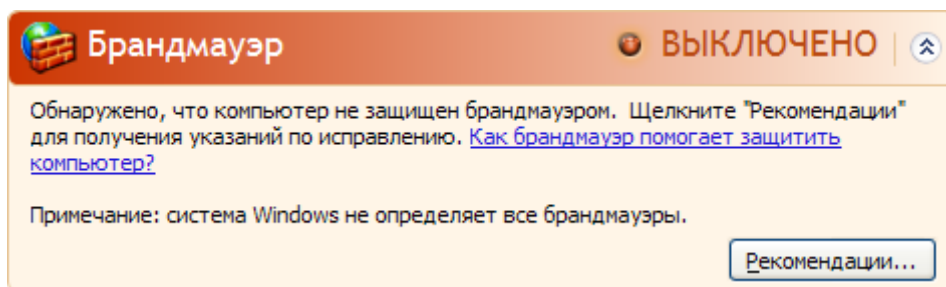 Брандмауэр
ВЫКЛЮЧЕНО
Обнаружено, что компьютер не защищен брандмауэром. Щелкните "Рекомендации"
для получения указаний по исправлению. Как брандмауэр помогает защитить
компьютер?
Примечание: система Windows не определяет все брандмауэры.
Рекомендации...